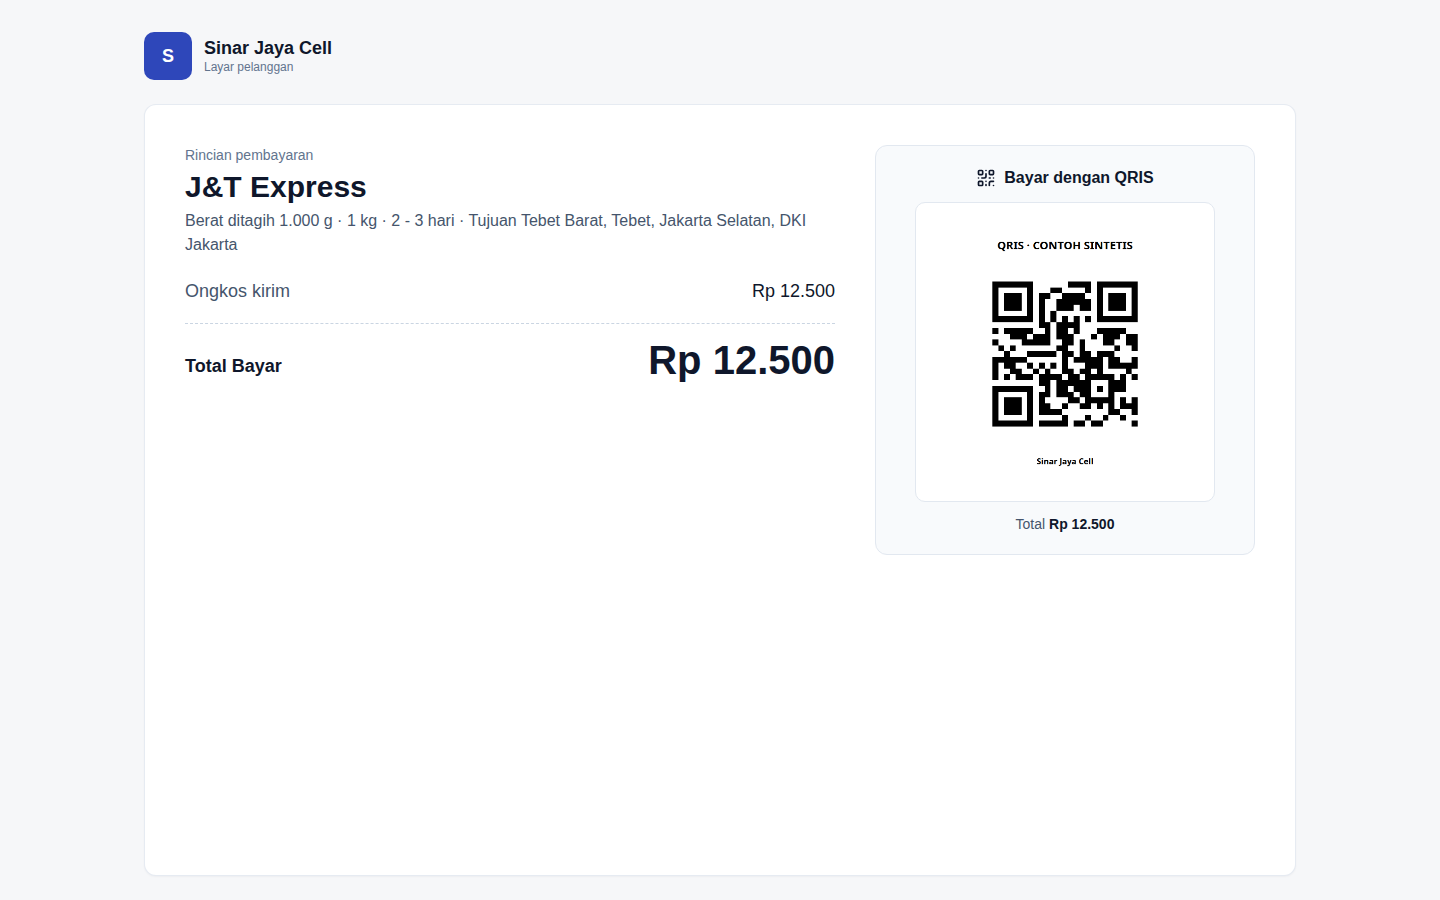 S
Sinar Jaya Cell
Layar pelanggan
Rincian pembayaran
J&T Express
Berat ditagih 1.000 g · 1 kg · 2 - 3 hari · Tujuan Tebet Barat, Tebet, Jakarta Selatan, DKI
Jakarta
Ongkos kirim Rp 12.500
Total Bayar Rp 12.500
Bayar dengan QRIS
QRIS · CONTOH SINTETIS
Sinar Jaya Cell
Total Rp 12.500